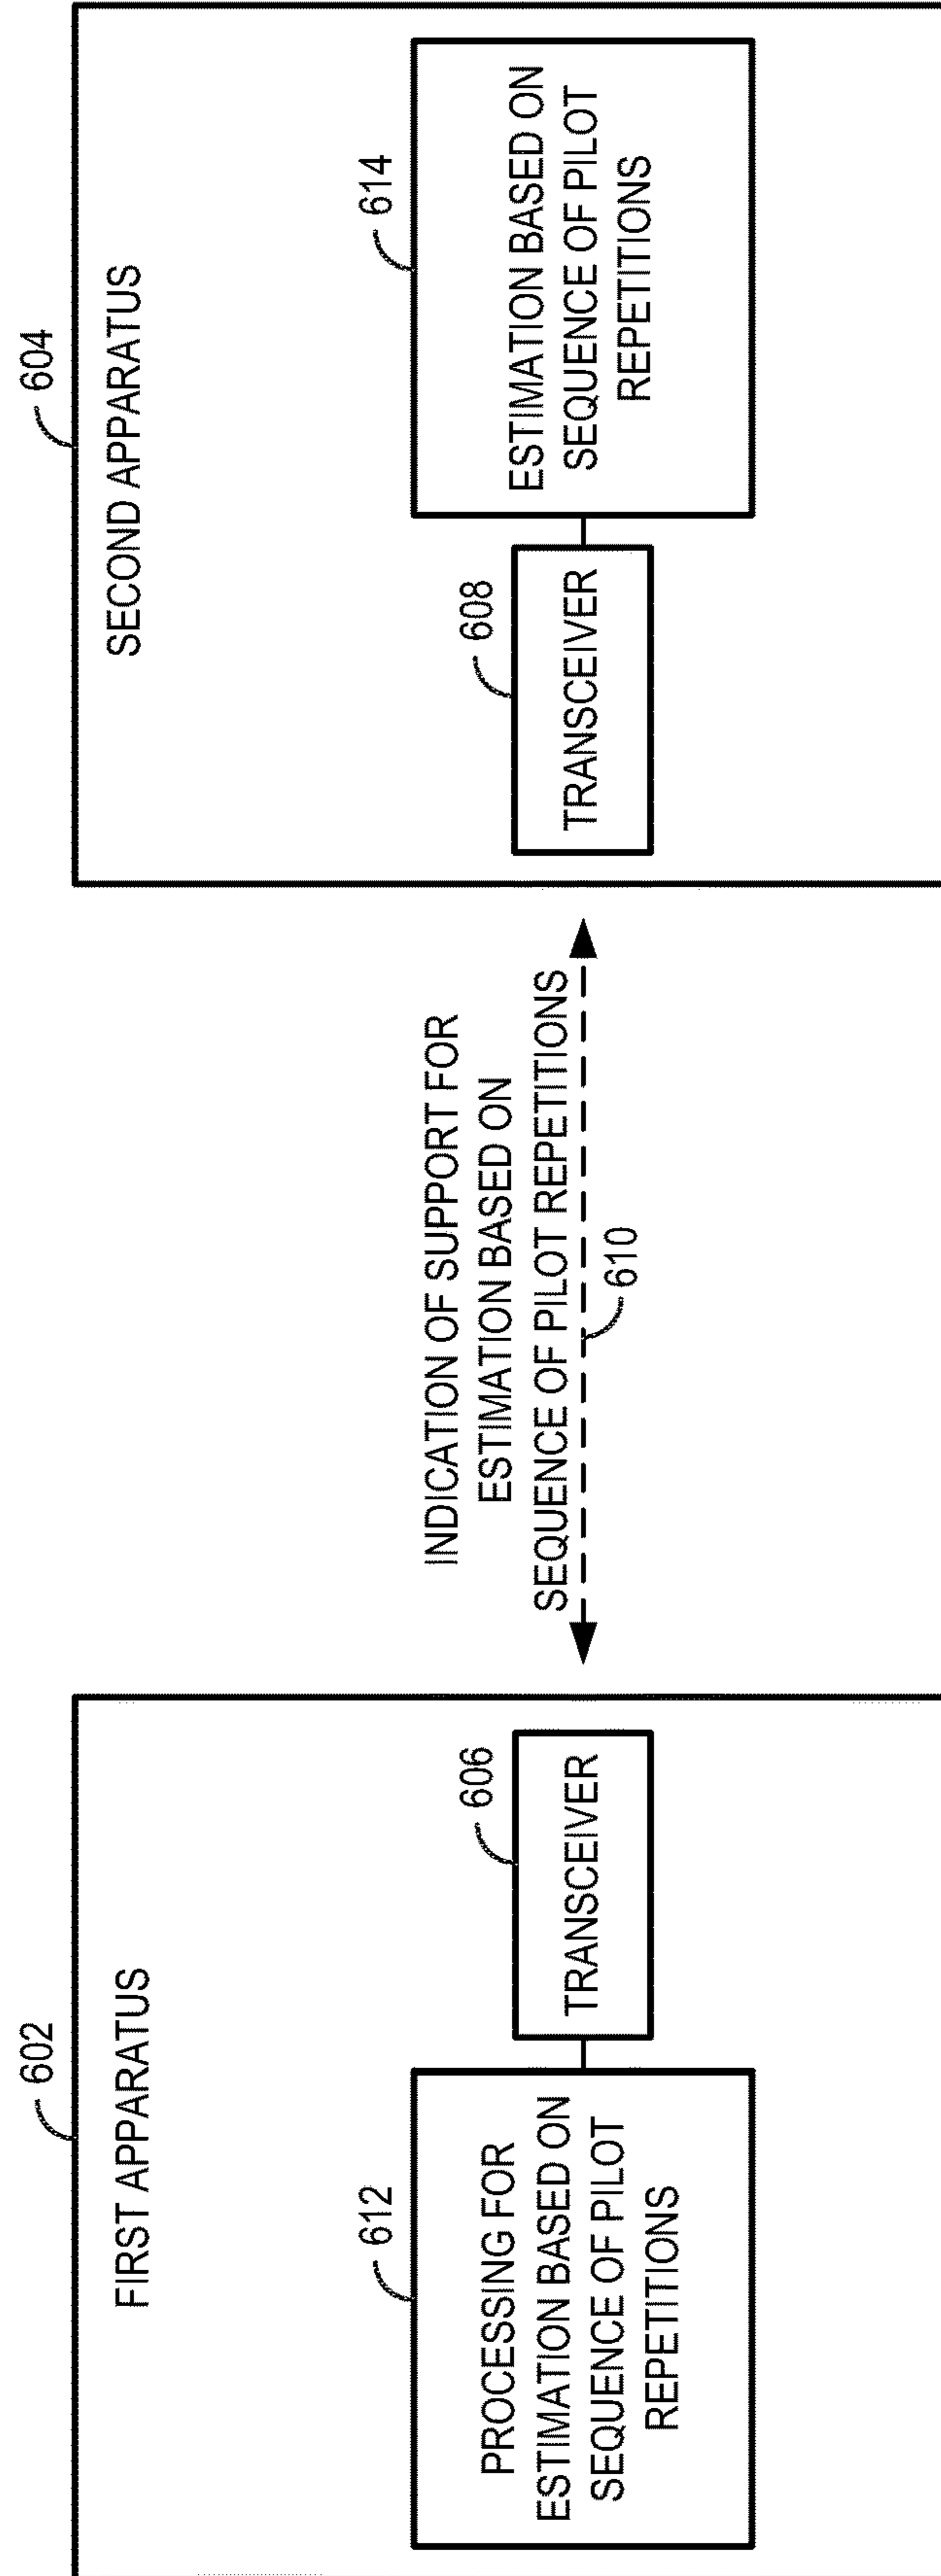 602
FIRST APPARATUS
612
PROCESSING FOR
ESTIMATION BASED ON
SEQUENCE OF PILOT
REPETITIONS
606
TRANSCEIVER
INDICATION OF SUPPORT FOR
ESTIMATION BASED ON
SEQUENCE OF PILOT REPETITIONS
610
604
SECOND APPARATUS
608
TRANSCEIVER
614
ESTIMATION BASED ON
SEQUENCE OF PILOT
REPETITIONS